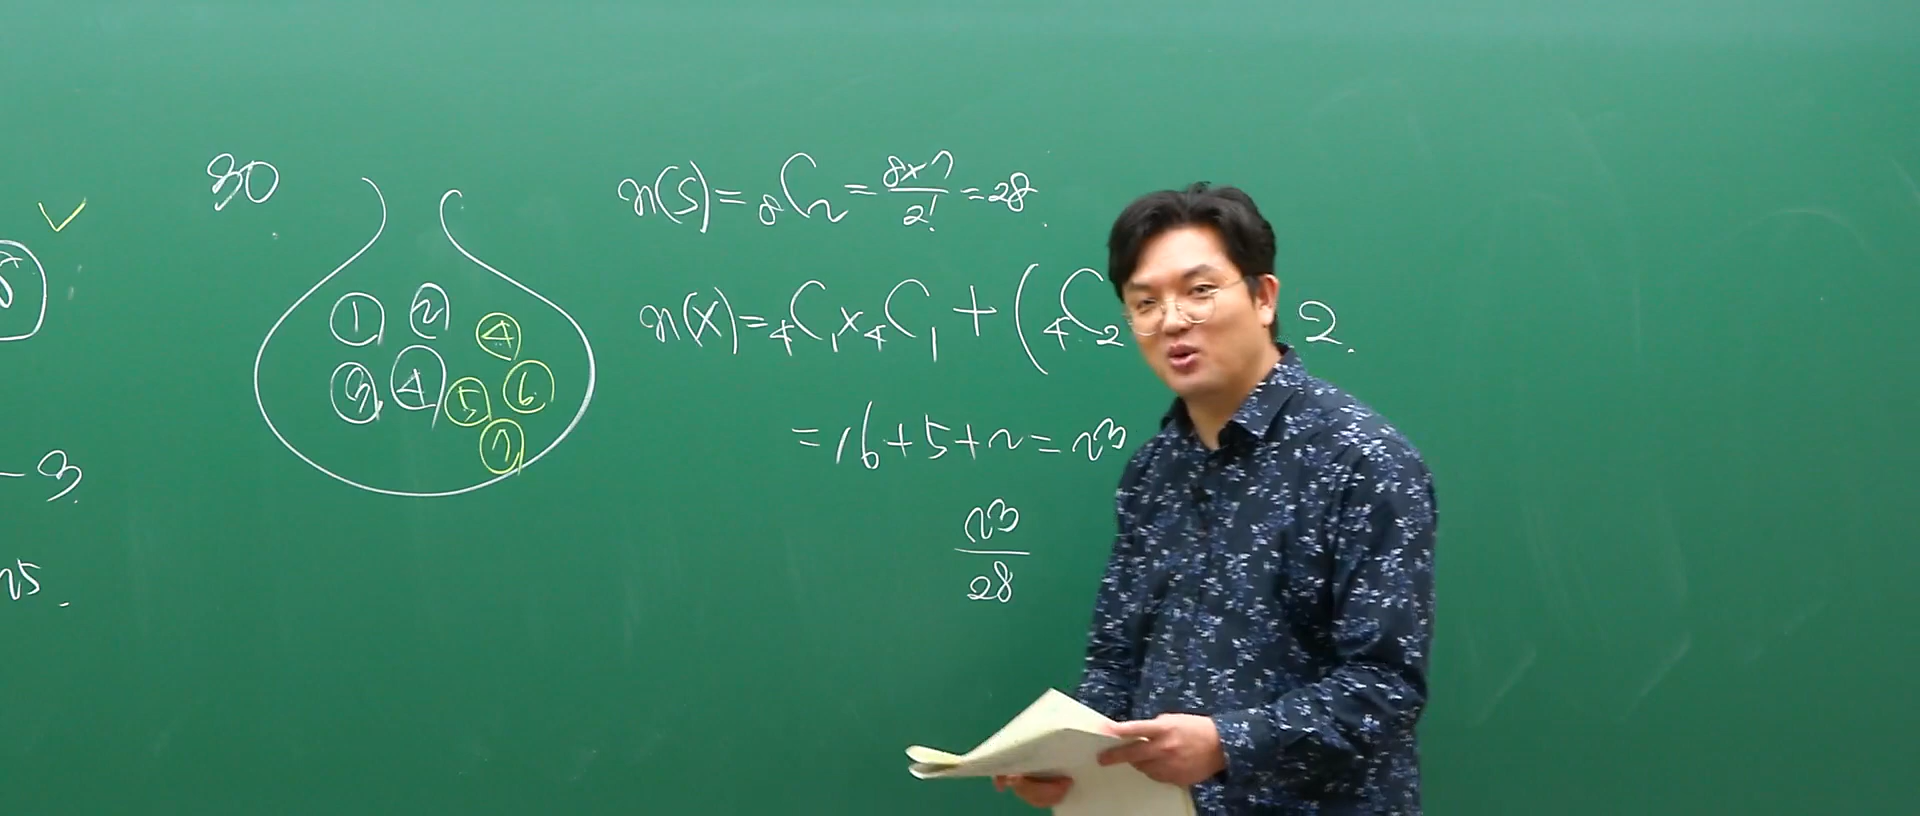 30
n(S)=₈C₂=8×7/2!=28.
① ② ④
③ ④ ⑤ ⑥
⑦
n(X)=₄C₁×₄C₁+(₄C₂ 2.
=16+5+2=23
23/28
-3.
25.